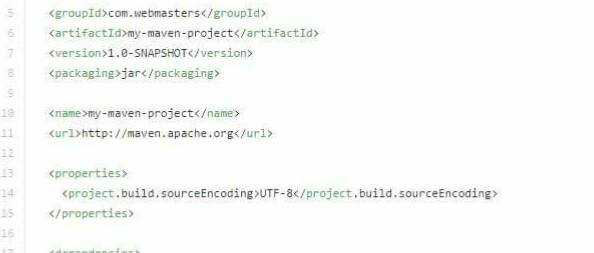 5 <groupId>com.webmasters</groupId>
6 <artifactId>my-maven-project</artifactId>
7 <version>1.0-SNAPSHOT</version>
8 <packaging>jar</packaging>
9
10 <name>my-maven-project</name>
11 <url>http://maven.apache.org</url>
12
13 <properties>
14 <project.build.sourceEncoding>UTF-8</project.build.sourceEncoding>
15 </properties>
16
17 <dependencies>